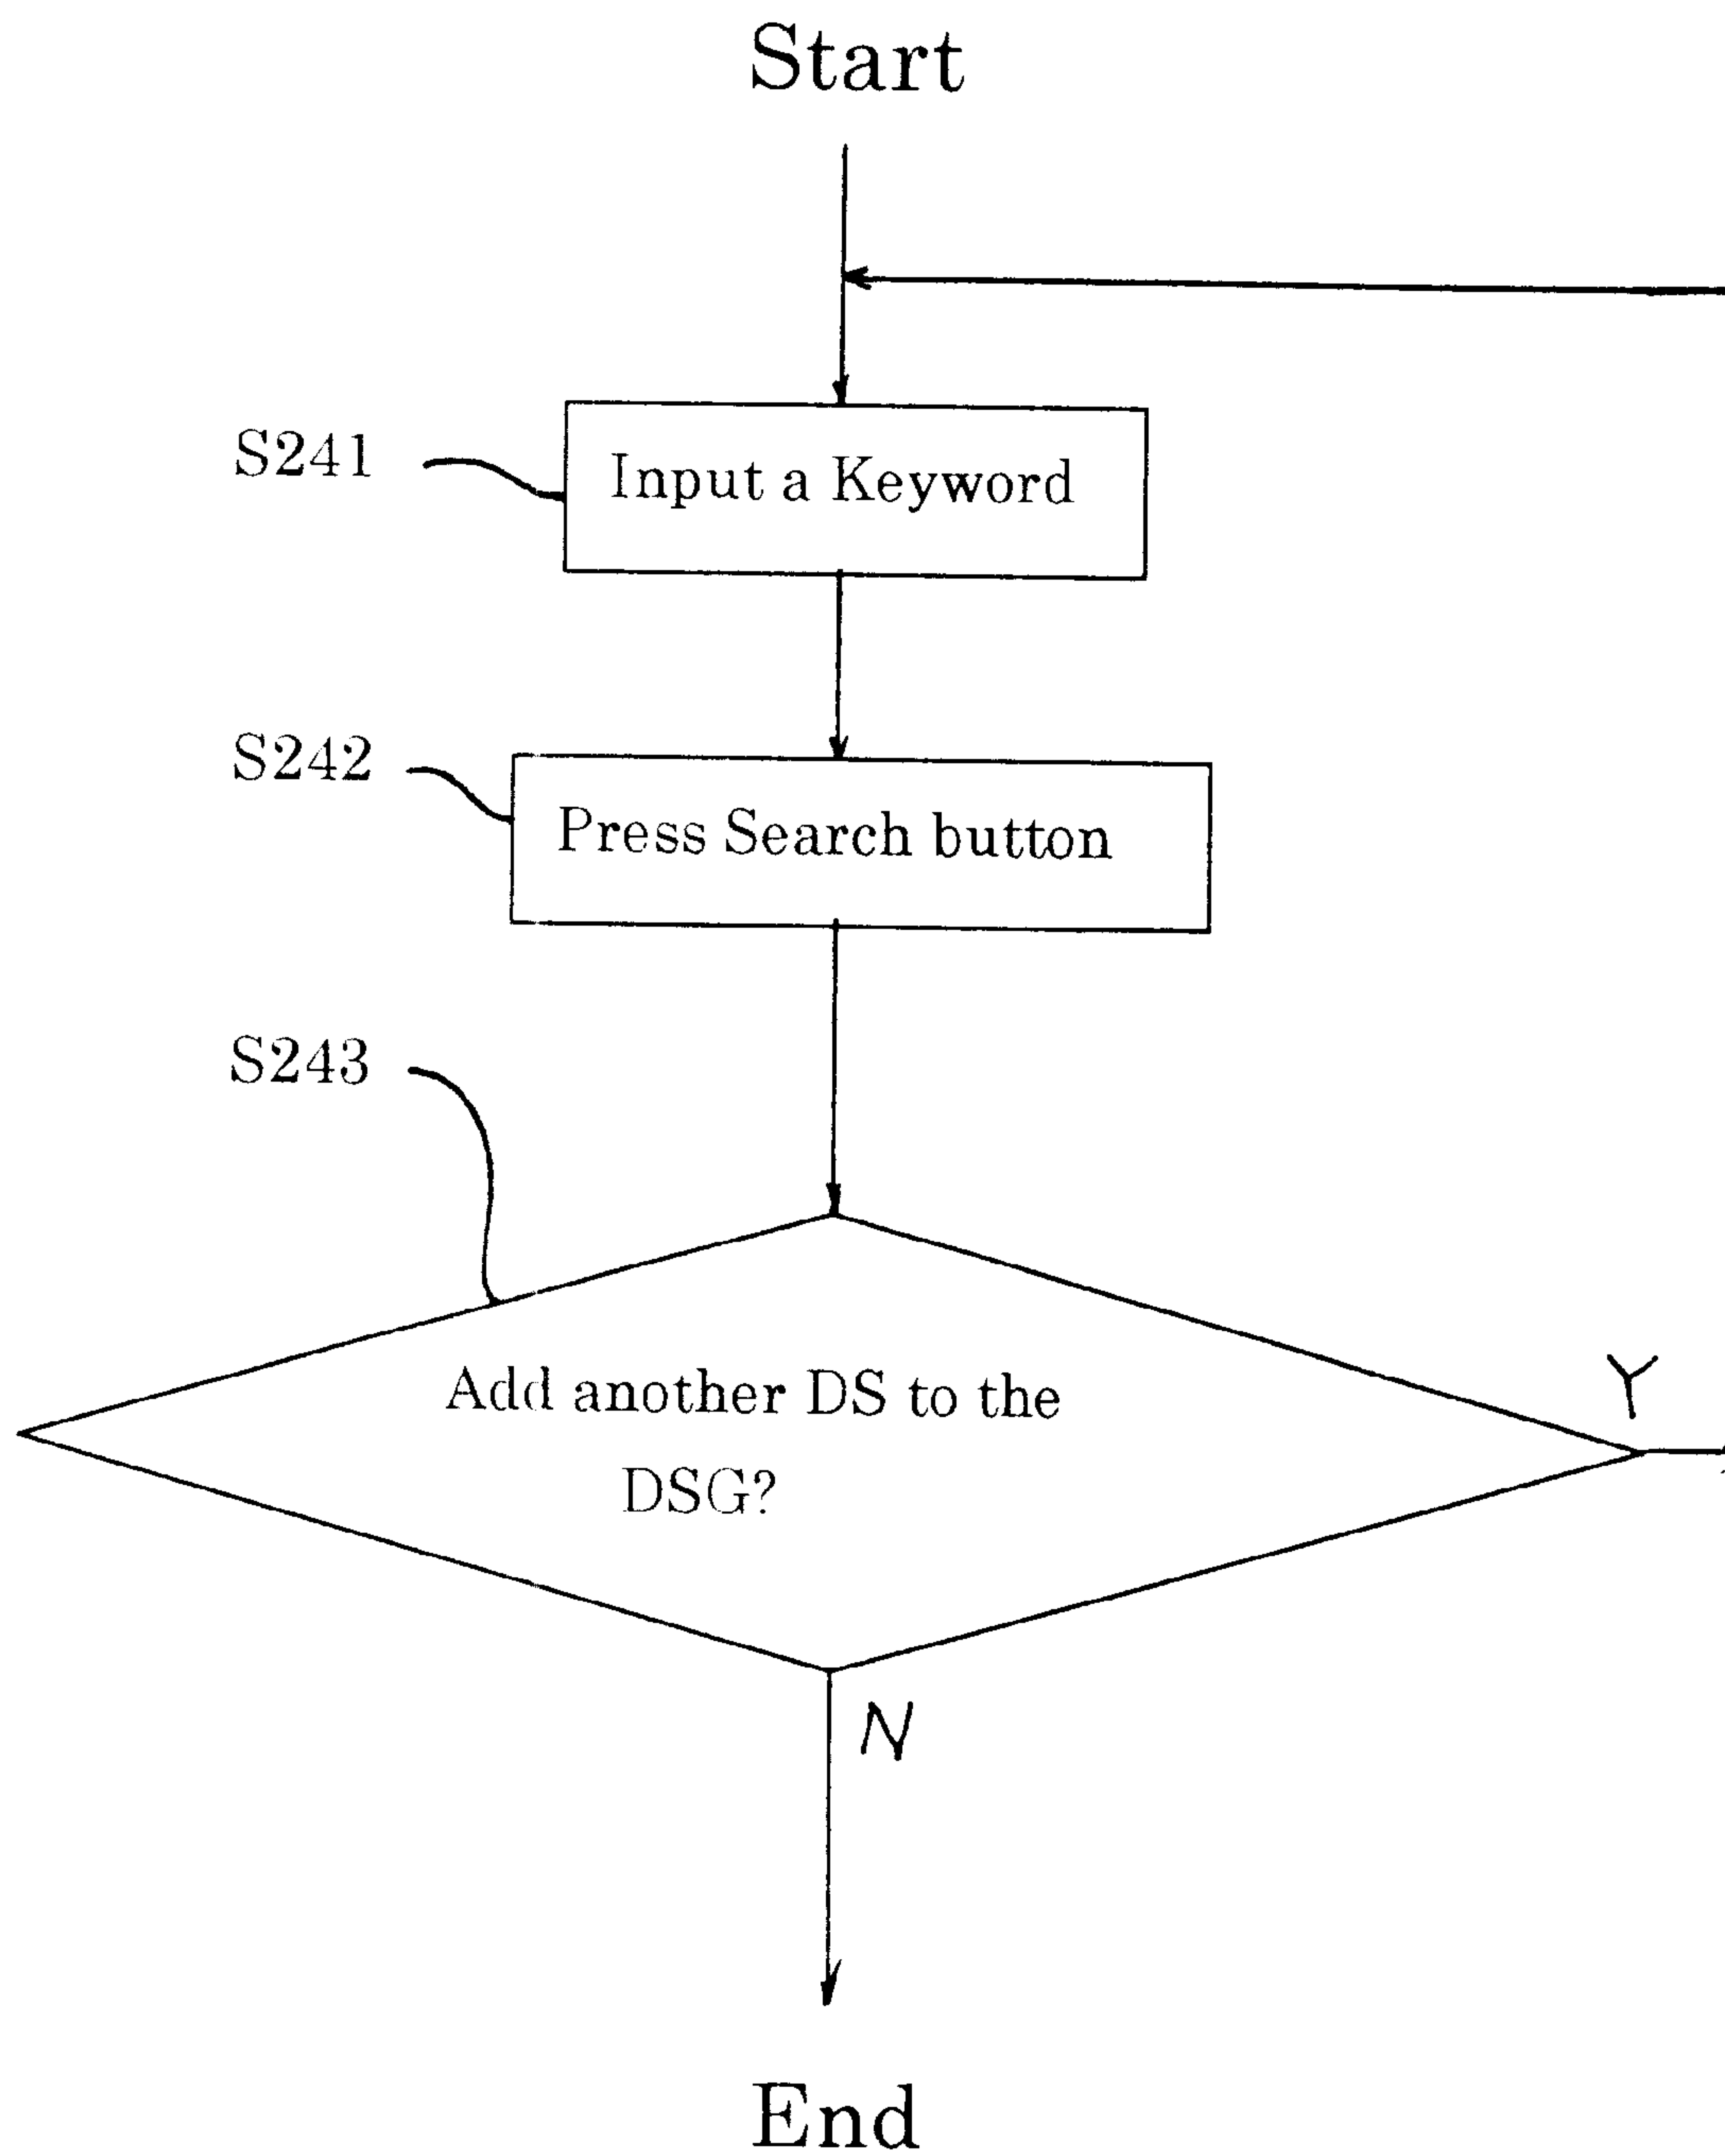 Start
S241
Input a Keyword
S242
Press Search button
S243
Add another DS to the
DSG?
Y
N
End